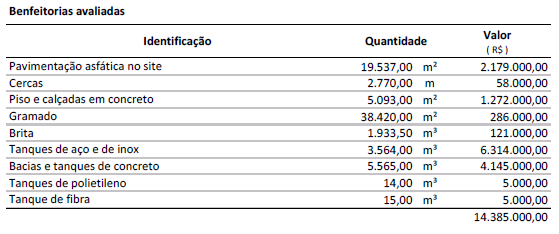 Benfeitorias avaliadas
Identificação Quantidade Valor
( R$ )
Pavimentação asfática no site 19.537,00 m² 2.179.000,00
Cercas 2.770,00 m 58.000,00
Piso e calçadas em concreto 5.093,00 m² 1.272.000,00
Gramado 38.420,00 m² 286.000,00
Brita 1.933,50 m³ 121.000,00
Tanques de aço e de inox 3.564,00 m³ 6.314.000,00
Bacias e tanques de concreto 5.565,00 m³ 4.145.000,00
Tanques de polietileno 14,00 m³ 5.000,00
Tanque de fibra 15,00 m³ 5.000,00
14.385.000,00